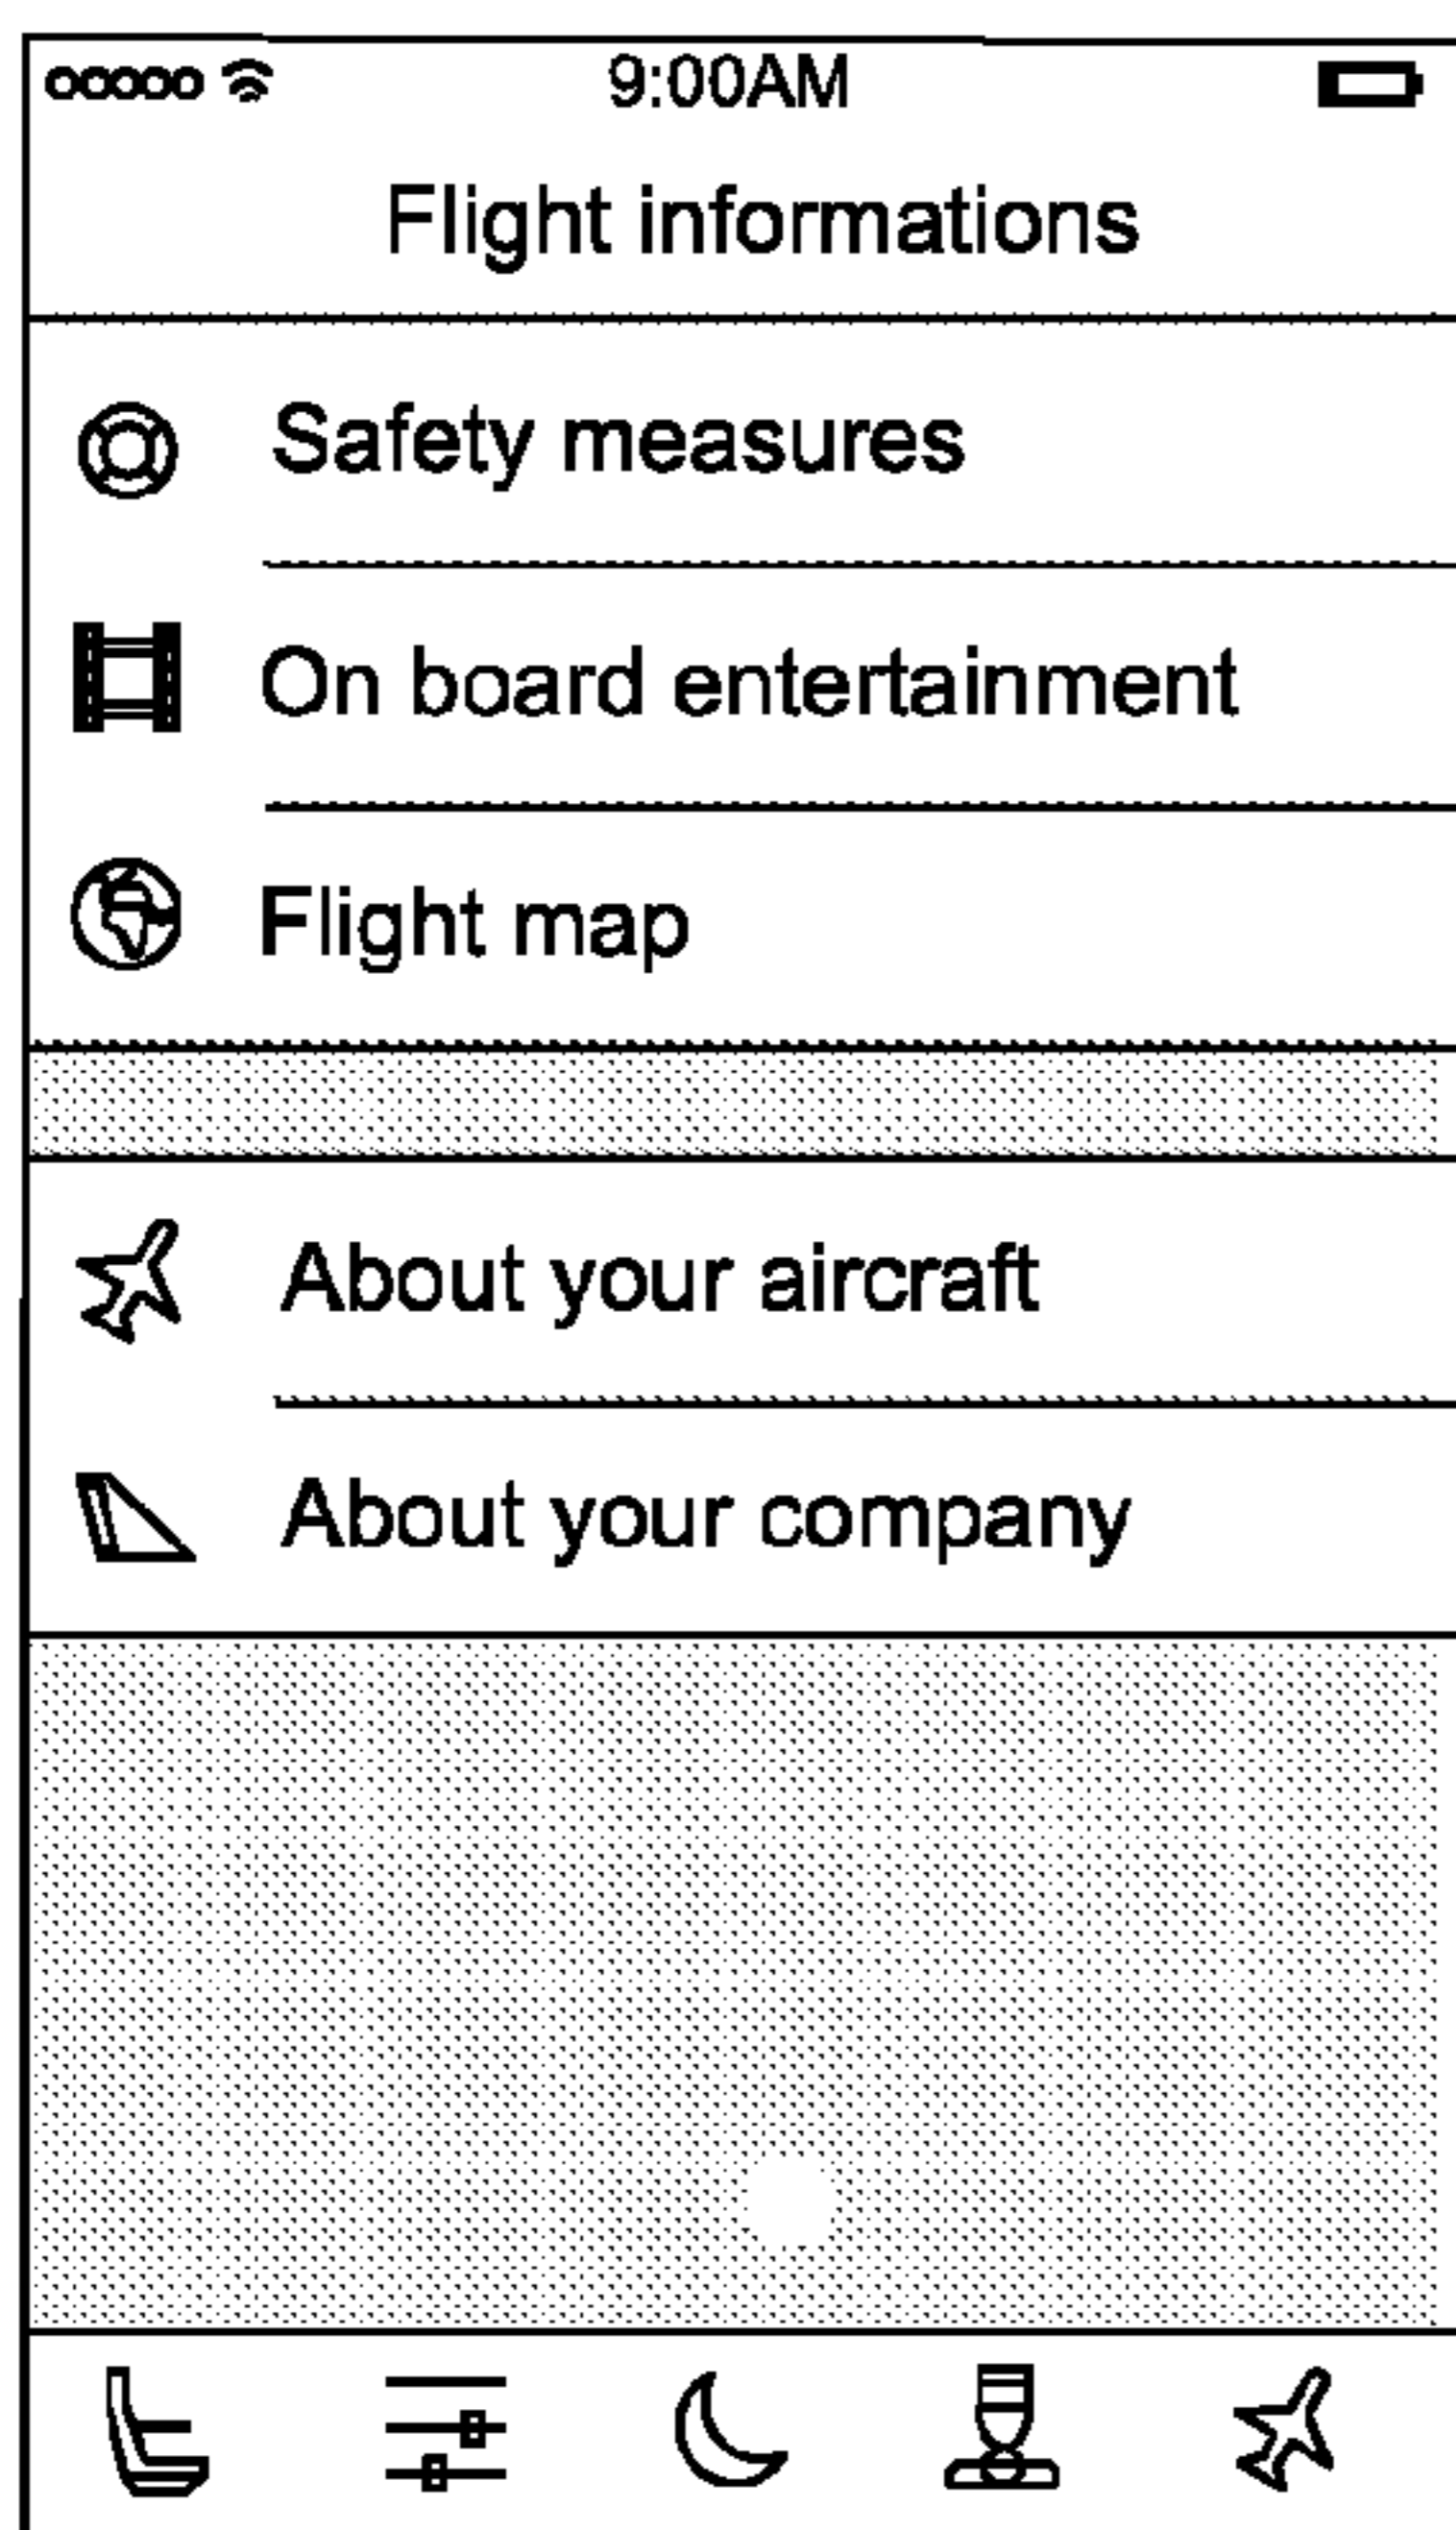 9:00AM
Flight informations
Safety measures
On board entertainment
Flight map
About your aircraft
About your company